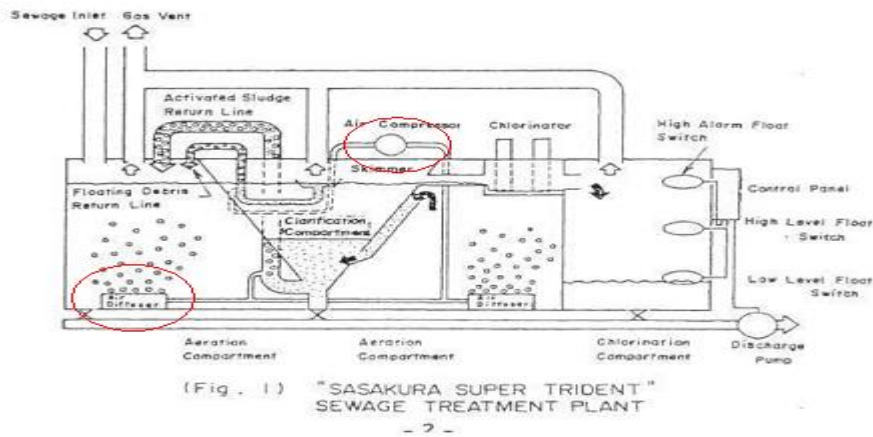 Sewage Inlet Gas Vent
Activated Sludge
Return Line
Air Compressor
Chlorinator
High Alarm Float
Switch
Skimmer
Floating Debris
Return Line
Control Panel
Clarification
Compartment
High Level Float
Switch
Air
Diffuser
Air
Diffuser
Low Level Float
Switch
Aeration
Compartment
Aeration
Compartment
Chlorination
Compartment
Discharge
Pump
(Fig. 1) "SASAKURA SUPER TRIDENT"
SEWAGE TREATMENT PLANT
- 2 -